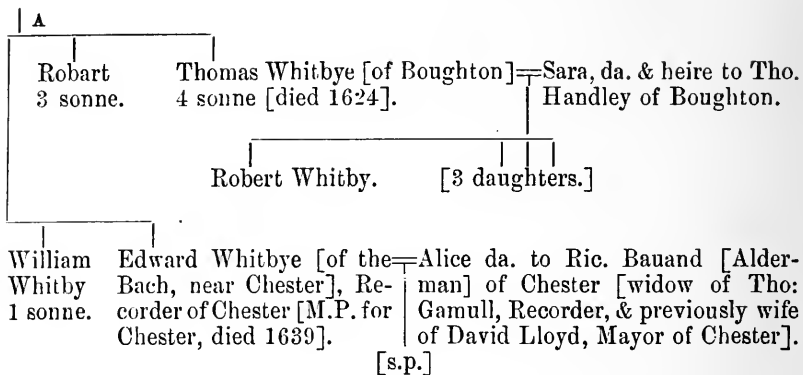 A
Robart
3 sonne.
Thomas Whitbye [of Boughton]
4 sonne [died 1624].
Sara, da. & heire to Tho.
Handley of Boughton.
Robert Whitby.
[3 daughters.]
William
Whitby
1 sonne.
Edward Whitbye [of the
Bach, near Chester], Re-
corder of Chester [M.P. for
Chester, died 1639].
Alice da. to Ric. Bauand [Alder-
man] of Chester [widow of Tho:
Gamull, Recorder, & previously wife
of David Lloyd, Mayor of Chester].
[s.p.]